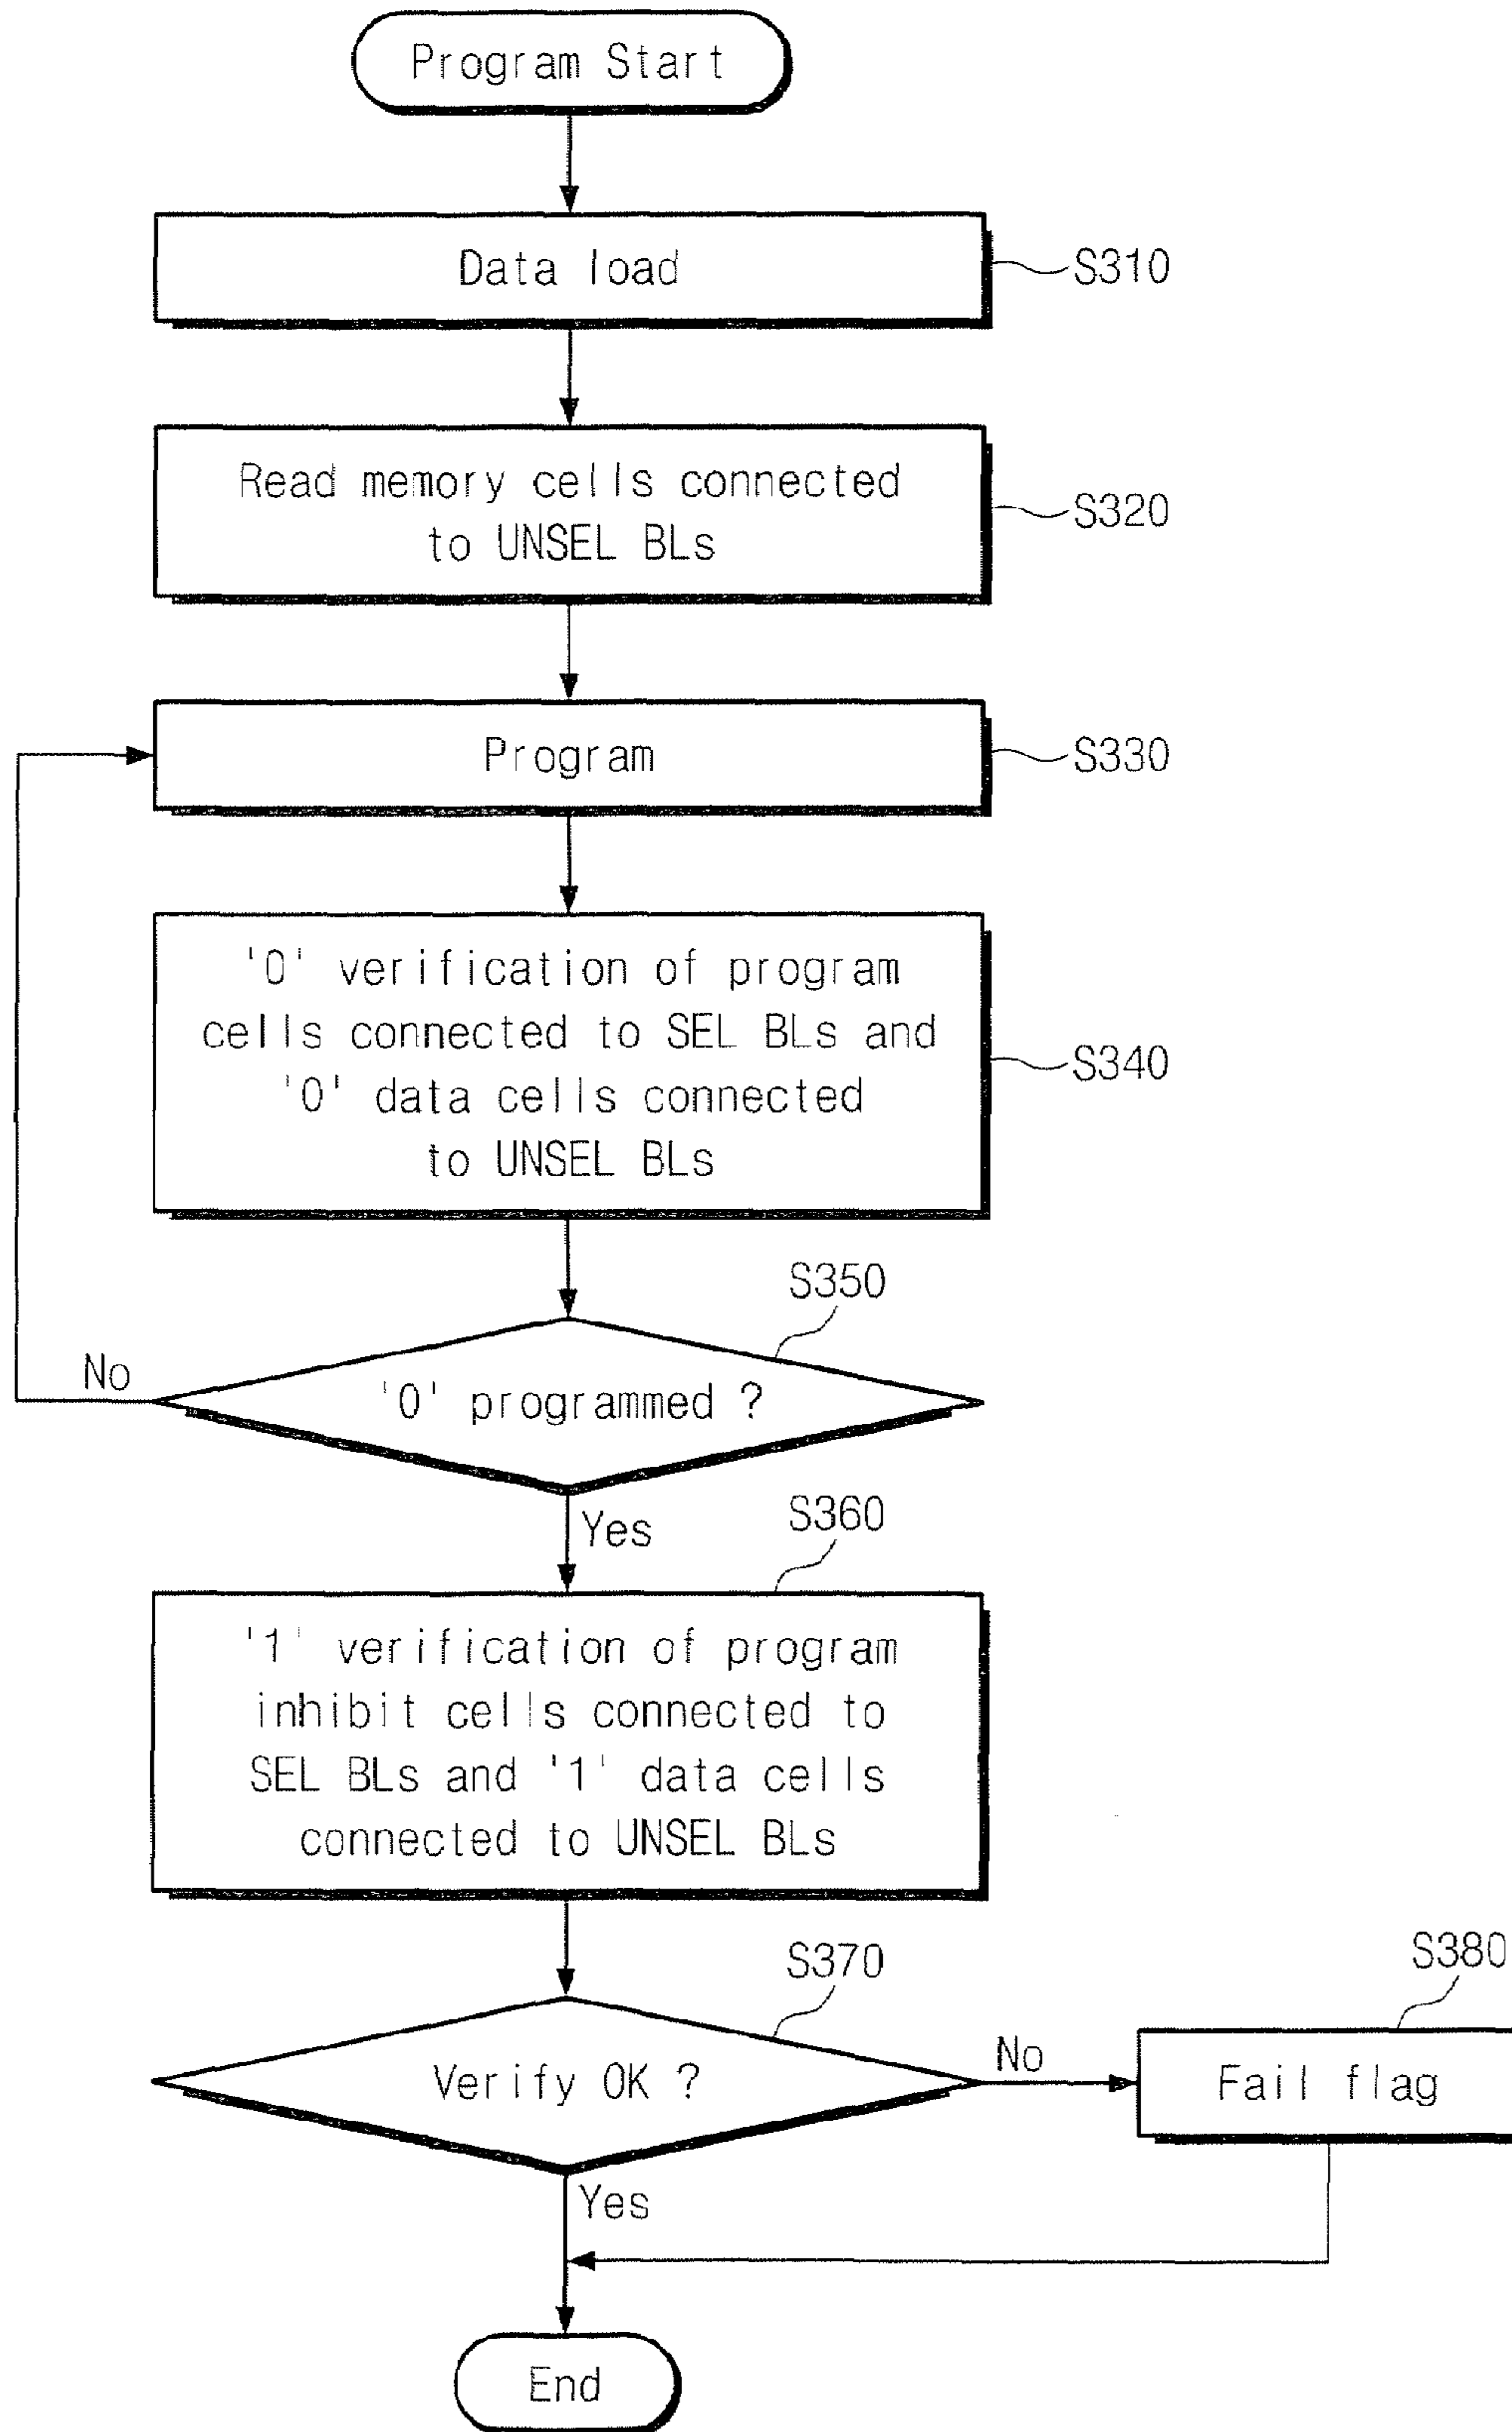 Program Start
Data load
S310
Read memory cells connected
to UNSEL BLs
S320
Program
S330
'0' verification of program
cells connected to SEL BLs and
'0' data cells connected
to UNSEL BLs
S340
S350
No
'0' programmed ?
Yes
S360
'1' verification of program
inhibit cells connected to
SEL BLs and '1' data cells
connected to UNSEL BLs
S370
S380
Verify OK ?
No
Fail flag
Yes
End